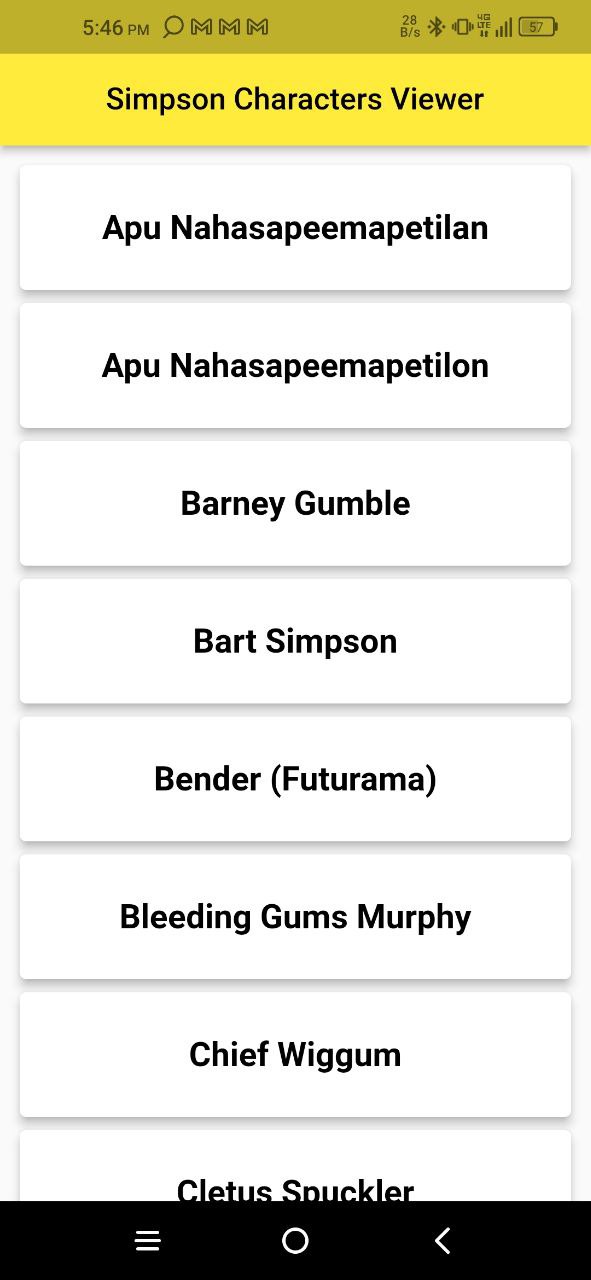 5:46 PM
28 B/s
4G LTE
57
Simpson Characters Viewer
Apu Nahasapeemapetilan
Apu Nahasapeemapetilon
Barney Gumble
Bart Simpson
Bender (Futurama)
Bleeding Gums Murphy
Chief Wiggum
Cletus Spuckler